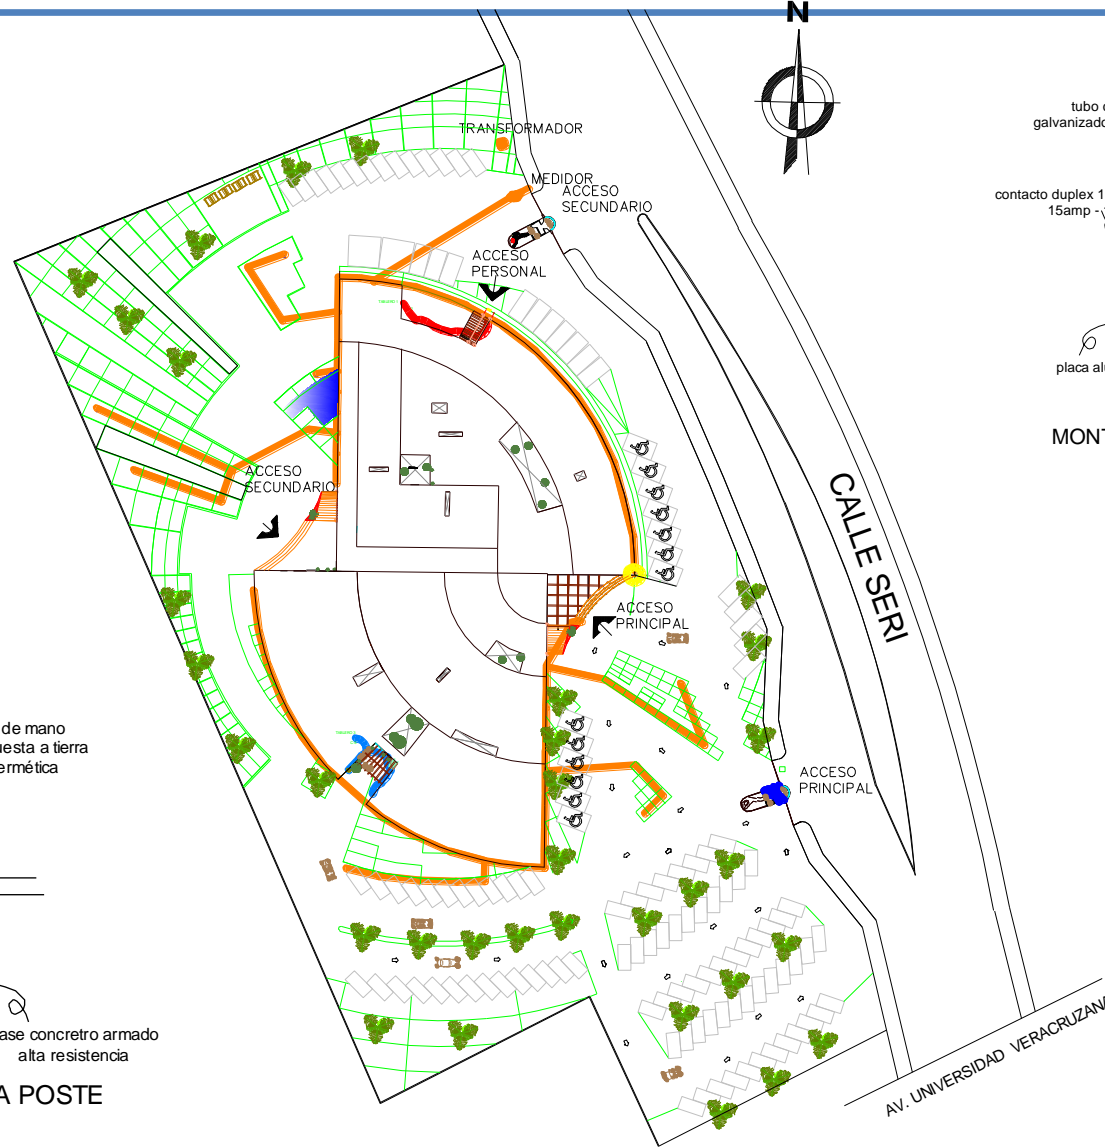 N
tubo
galvanizado
TRANSFORMADOR
MEDIDOR
ACCESO
SECUNDARIO
contacto duplex 1
15amp -
ACCESO
PERSONAL
placa
MONT
ACCESO
SECUNDARIO
CALLE SERI
ACCESO
PRINCIPAL
de mano
uesta a tierra
ermética
ACCESO
PRINCIPAL
ase concretro armado
alta resistencia
A POSTE
AV. UNIVERSIDAD VERACRUZANA